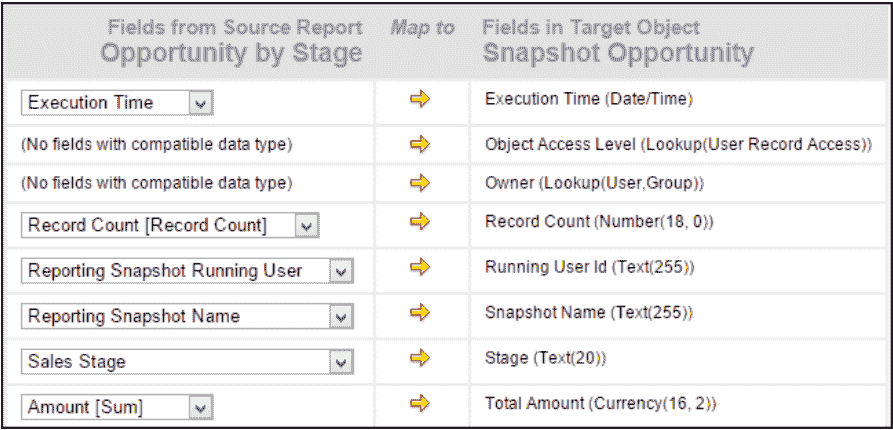 Fields from Source Report Map to Fields in Target Object
Opportunity by Stage Snapshot Opportunity
Execution Time Execution Time (Date/Time)
(No fields with compatible data type) Object Access Level (Lookup(User Record Access))
(No fields with compatible data type) Owner (Lookup(User,Group))
Record Count [Record Count] Record Count (Number(18, 0))
Reporting Snapshot Running User Running User Id (Text(255))
Reporting Snapshot Name Snapshot Name (Text(255))
Sales Stage Stage (Text(20))
Amount [Sum] Total Amount (Currency(16, 2))